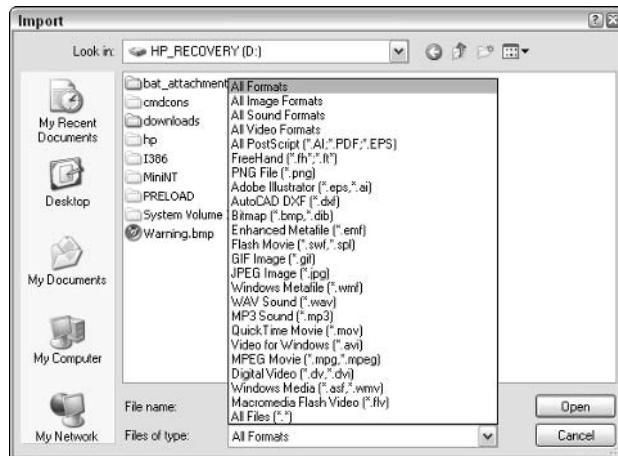 Import
Look in:
HP_RECOVERY (D:)
My Recent
Documents
Desktop
My Documents
My Computer
My Network
bat_attachment
cmdcons
downloads
hp
I386
MiniNT
PRELOAD
System Volume
Warning.bmp
All Formats
All Image Formats
All Sound Formats
All Video Formats
All PostScript (*.AI;*.PDF;*.EPS)
FreeHand (*.fh*;*.ft*)
PNG File (*.png)
Adobe Illustrator (*.eps,*.ai)
AutoCAD DXF (*.dxf)
Bitmap (*.bmp,*.dib)
Enhanced Metafile (*.emf)
Flash Movie (*.swf,*.spl)
GIF Image (*.gif)
JPEG Image (*.jpg)
Windows Metafile (*.wmf)
WAV Sound (*.wav)
MP3 Sound (*.mp3)
QuickTime Movie (*.mov)
Video for Windows (*.avi)
MPEG Movie (*.mpg,*.mpeg)
Digital Video (*.dv,*.dvi)
Windows Media (*.asf,*.wmv)
Macromedia Flash Video (*.flv)
All Files (*.*)
File name:
Open
Files of type:
All Formats
Cancel